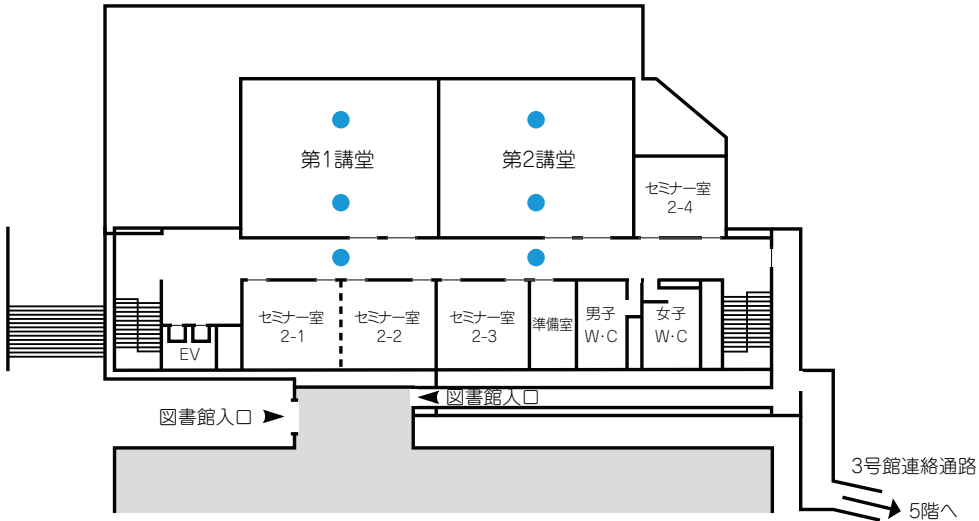 第1講堂
第2講堂
セミナー室
2-4
セミナー室
2-1
セミナー室
2-2
セミナー室
2-3
準備室
男子
W・C
女子
W・C
EV
図書館入口
図書館入口
3号館連絡通路
5階へ